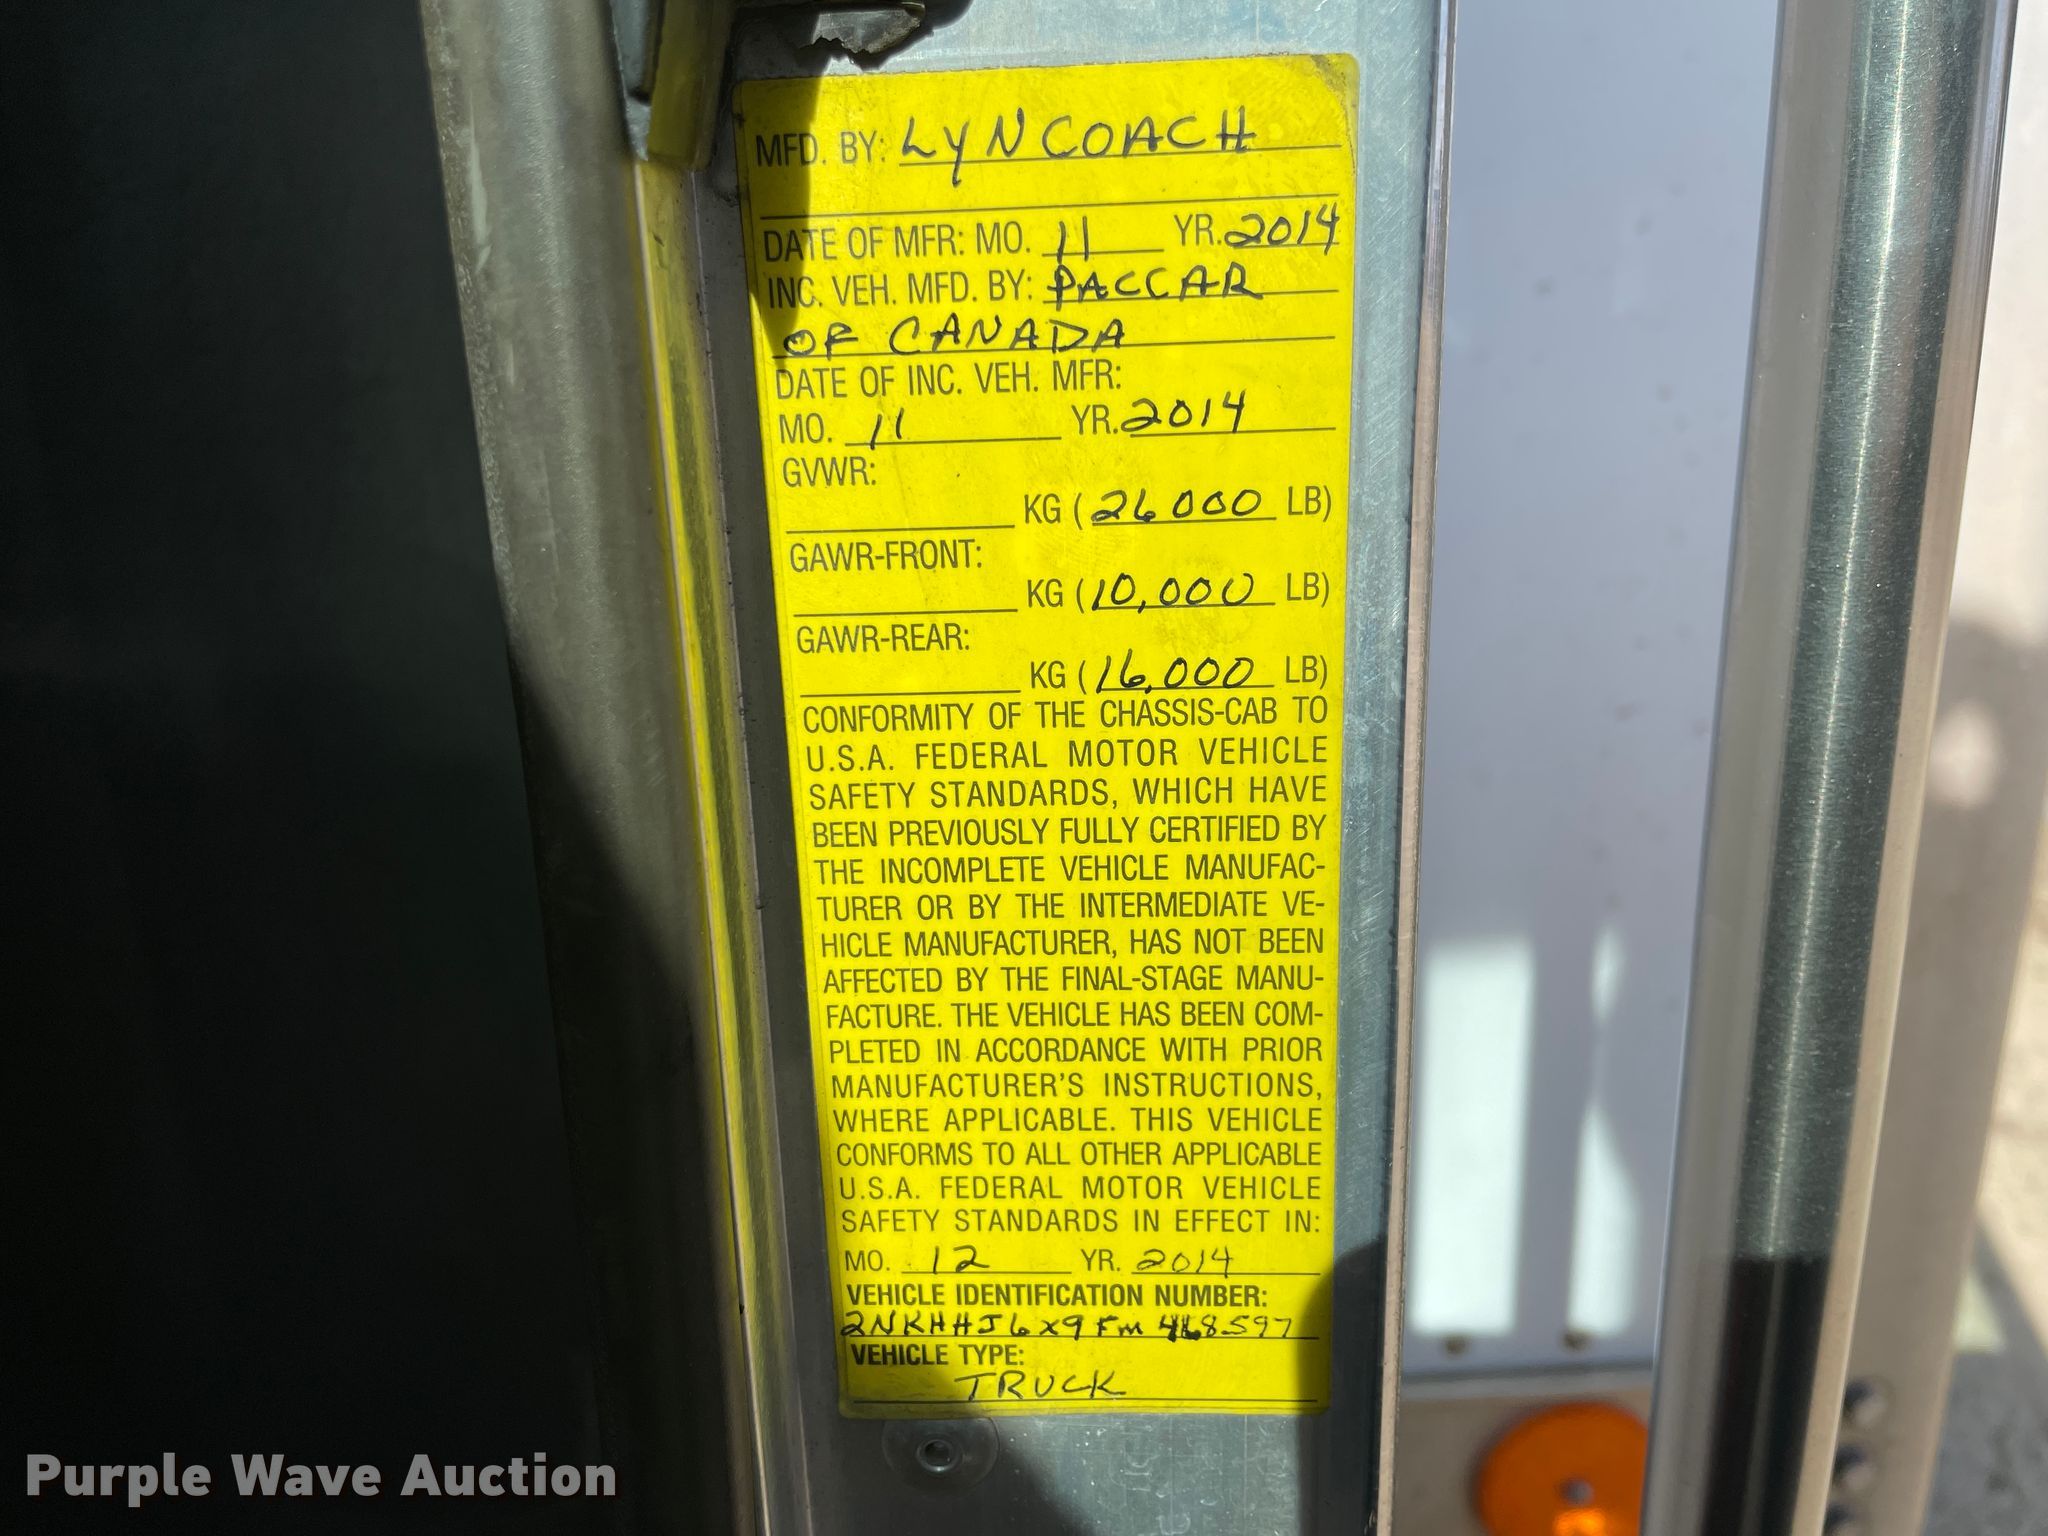 MFD. BY: LYNCOACH
DATE OF MFR: MO. 11 YR. 2014
INC. VEH. MFD. BY: PACCAR
OF CANADA
DATE OF INC. VEH. MFR:
MO. 11 YR. 2014
GVWR:
KG (26000 LB)
GAWR-FRONT:
KG (10,000 LB)
GAWR-REAR:
KG (16,000 LB)
CONFORMITY OF THE CHASSIS-CAB TO
U.S.A. FEDERAL MOTOR VEHICLE
SAFETY STANDARDS, WHICH HAVE
BEEN PREVIOUSLY FULLY CERTIFIED BY
THE INCOMPLETE VEHICLE MANUFAC-
TURER OR BY THE INTERMEDIATE VE-
HICLE MANUFACTURER, HAS NOT BEEN
AFFECTED BY THE FINAL-STAGE MANU-
FACTURE. THE VEHICLE HAS BEEN COM-
PLETED IN ACCORDANCE WITH PRIOR
MANUFACTURER'S INSTRUCTIONS,
WHERE APPLICABLE. THIS VEHICLE
CONFORMS TO ALL OTHER APPLICABLE
U.S.A. FEDERAL MOTOR VEHICLE
SAFETY STANDARDS IN EFFECT IN:
MO. 12 YR. 2014
VEHICLE IDENTIFICATION NUMBER:
2NKHHJ6X9FM468597
VEHICLE TYPE:
TRUCK
Purple Wave Auction